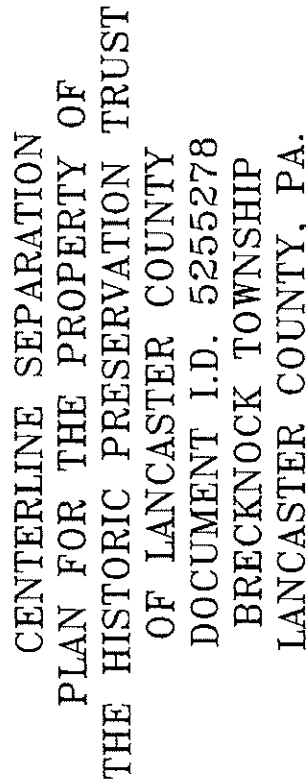 CENTERLINE SEPARATION
PLAN FOR THE PROPERTY OF
THE HISTORIC PRESERVATION TRUST
OF LANCASTER COUNTY
DOCUMENT I.D. 5255278
BRECKNOCK TOWNSHIP
LANCASTER COUNTY, PA.